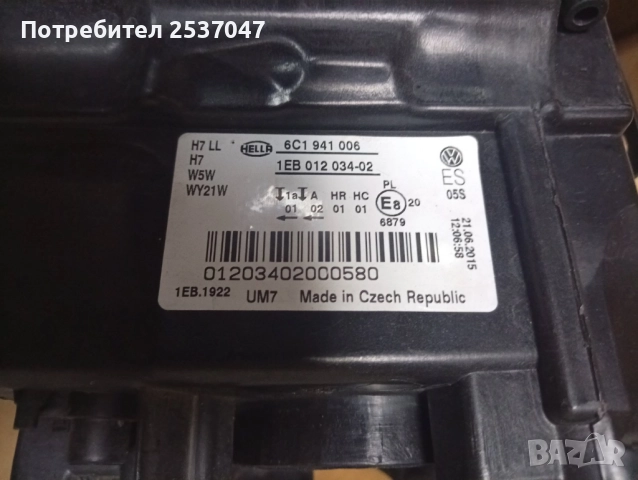 Потребител 2537047
H7 LL
H7
W5W
WY21W
HELLA
6C1 941 006
1EB 012 034-02
1a A HR HC
01 02 01 01
PL
E8 20
6879
ES
05S
21.06.2015
12:06:58
01203402000580
1EB.1922 UM7 Made in Czech Republic
BAZAR